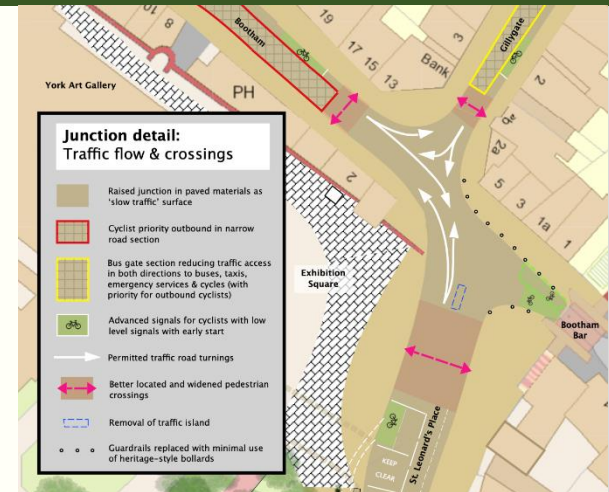 10
8
Bootham
19
17
15
13
Bank
3
Gillygate
2
York Art Gallery
PH
2b
2a
5
3
1a
1
2
Junction detail:
Traffic flow & crossings
Raised junction in paved materials as
‘slow traffic’ surface
Cyclist priority outbound in narrow
road section
Bus gate section reducing traffic access
in both directions to buses, taxis,
emergency services & cycles (with
priority for outbound cyclists)
Advanced signals for cyclists with low
level signals with early start
Permitted traffic road turnings
Better located and widened pedestrian
crossings
Removal of traffic island
Guardrails replaced with minimal use
of heritage-style bollards
Exhibition
Square
Bootham
Bar
St. Leonard's Place
KEEP
CLEAR